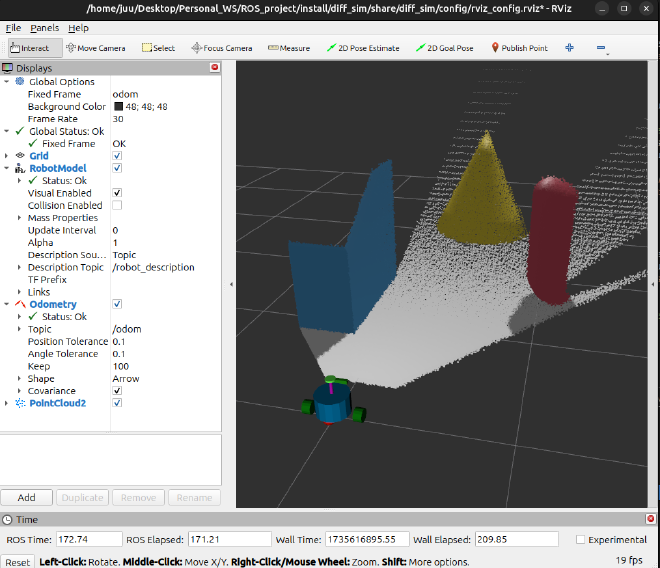 /home/juu/Desktop/Personal_WS/ROS_project/install/diff_sim/share/diff_sim/config/rviz_config.rviz* - RViz
File Panels Help
Interact Move Camera Select Focus Camera Measure 2D Pose Estimate 2D Goal Pose Publish Point
Displays
Global Options
Fixed Frame odom
Background Color 48; 48; 48
Frame Rate 30
Global Status: Ok
Fixed Frame OK
Grid
RobotModel
Status: Ok
Visual Enabled
Collision Enabled
Mass Properties
Update Interval 0
Alpha 1
Description Sou... Topic
Description Topic /robot_description
TF Prefix
Links
Odometry
Status: Ok
Topic /odom
Position Tolerance 0.1
Angle Tolerance 0.1
Keep 100
Shape Arrow
Covariance
PointCloud2
Add Duplicate Remove Rename
Time
ROS Time: 172.74 ROS Elapsed: 171.21 Wall Time: 1735616895.55 Wall Elapsed: 209.85 Experimental
Reset Left-Click: Rotate. Middle-Click: Move X/Y. Right-Click/Mouse Wheel: Zoom. Shift: More options. 19 fps